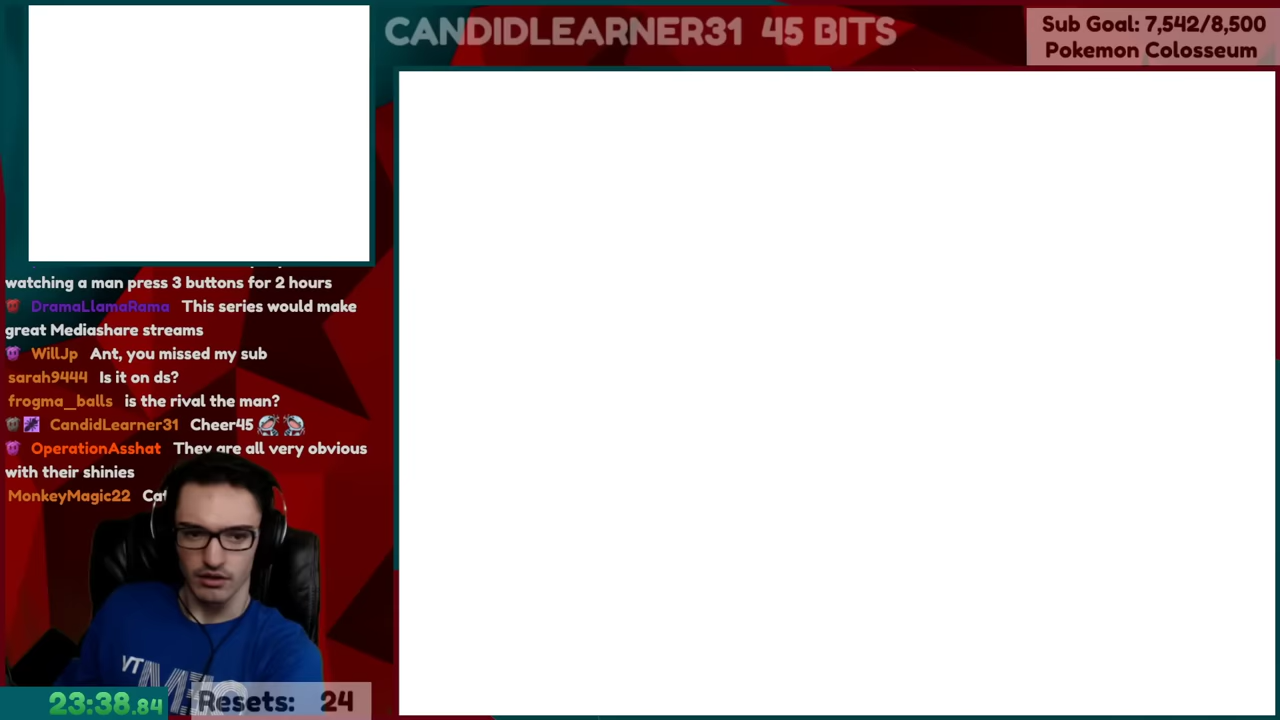 CANDIDLEARNER31 45 BITS
Sub Goal: 7,542/8,500
Pokemon Colosseum
watching a man press 3 buttons for 2 hours
DramaLlamaRama This series would make
great Mediashare streams
WillJp Ant, you missed my sub
sarah9444 Is it on ds?
frogma_balls is the rival the man?
CandidLearner31 Cheer45
OperationAsshat They are all very obvious
with their shinies
MonkeyMagic22
23:38.84
Resets: 24